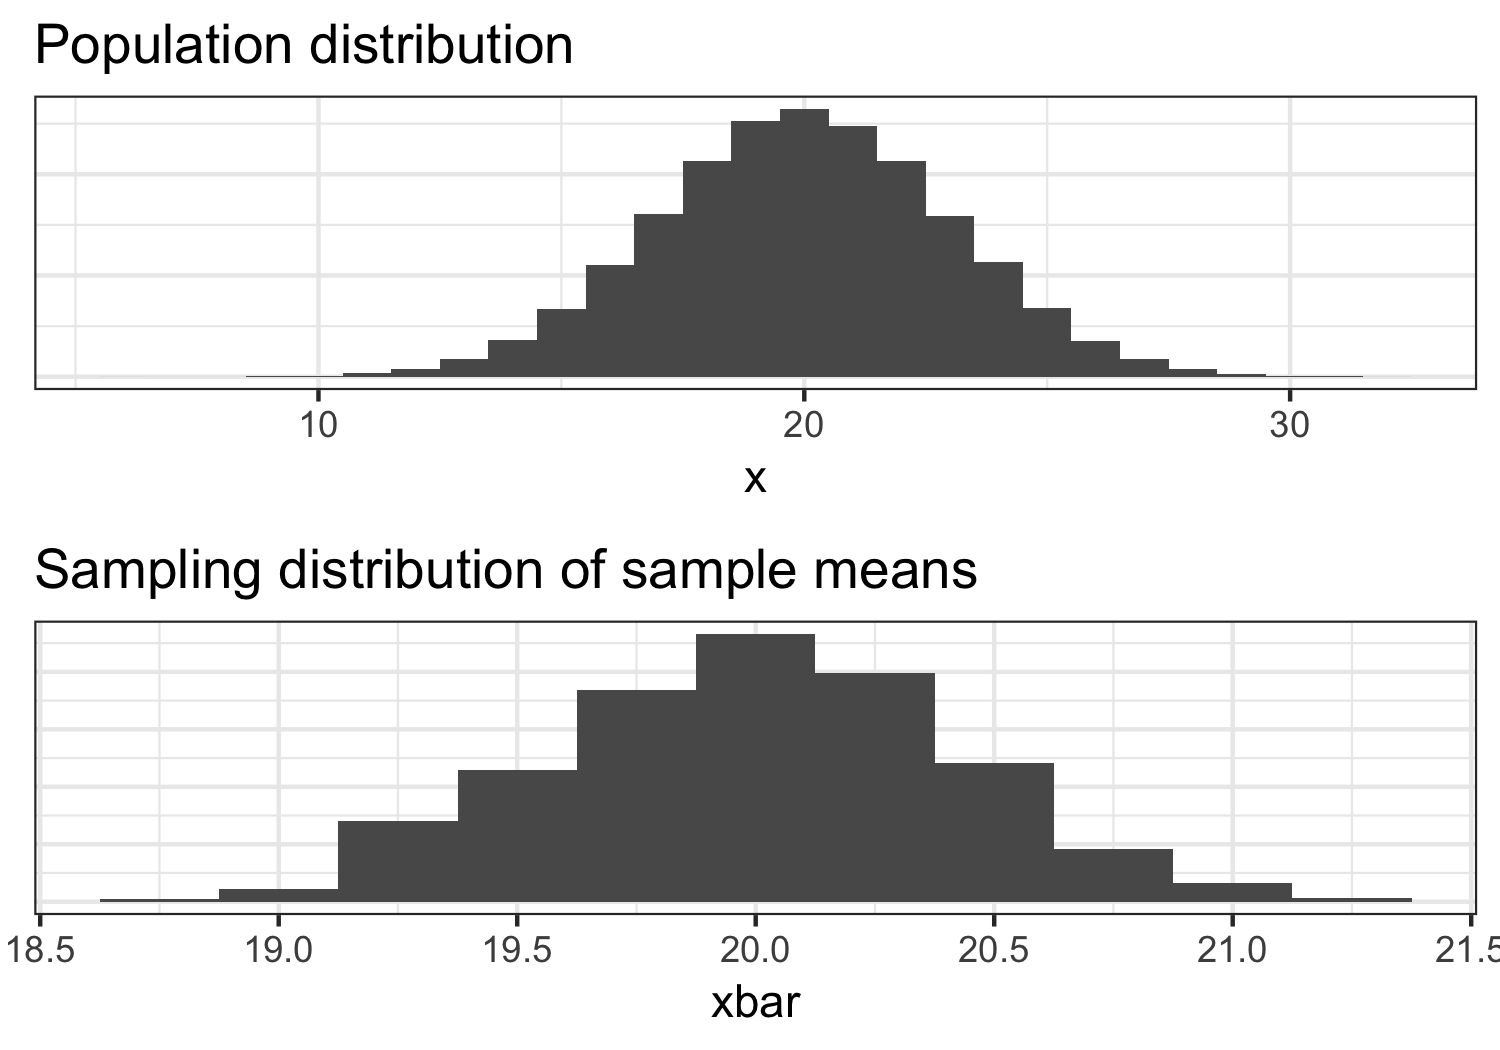 Population distribution
10 20 30
x
Sampling distribution of sample means
18.5 19.0 19.5 20.0 20.5 21.0 21.5
xbar